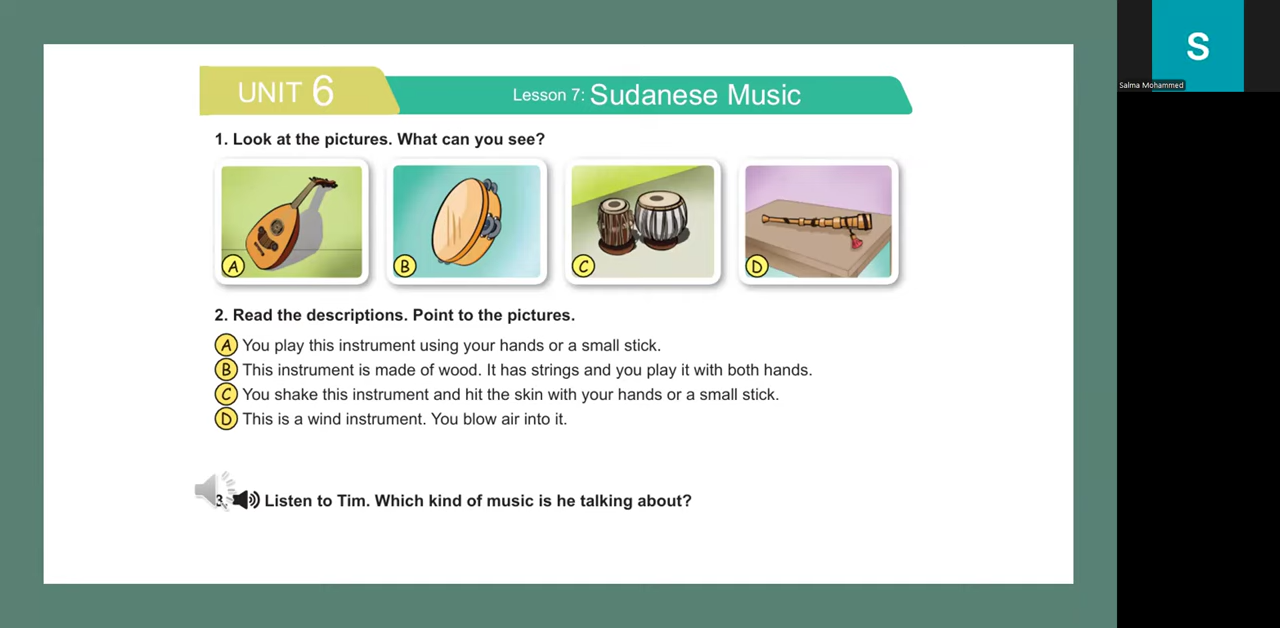 S
Salma Mohammed
UNIT 6
Lesson 7: Sudanese Music
1. Look at the pictures. What can you see?
A
B
C
D
2. Read the descriptions. Point to the pictures.
A You play this instrument using your hands or a small stick.
B This instrument is made of wood. It has strings and you play it with both hands.
C You shake this instrument and hit the skin with your hands or a small stick.
D This is a wind instrument. You blow air into it.
3. Listen to Tim. Which kind of music is he talking about?